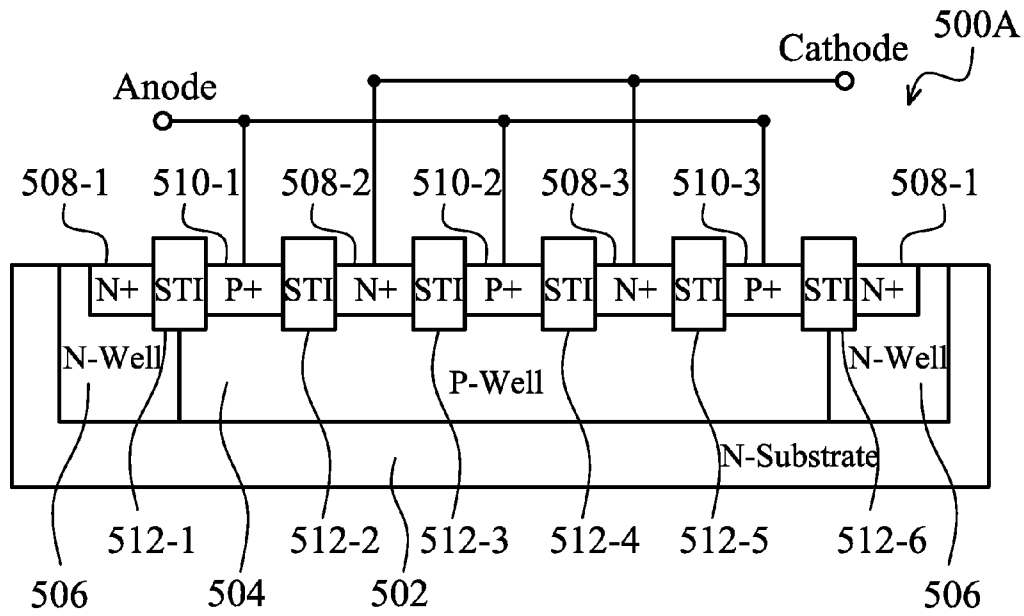 500A
Cathode
Anode
508-1 510-1 508-2 510-2 508-3 510-3 508-1
N+ STI P+ STI N+ STI P+ STI N+ STI P+ STI N+
N-Well P-Well N-Well
N-Substrate
512-1 512-2 512-3 512-4 512-5 512-6
506 504 502 506